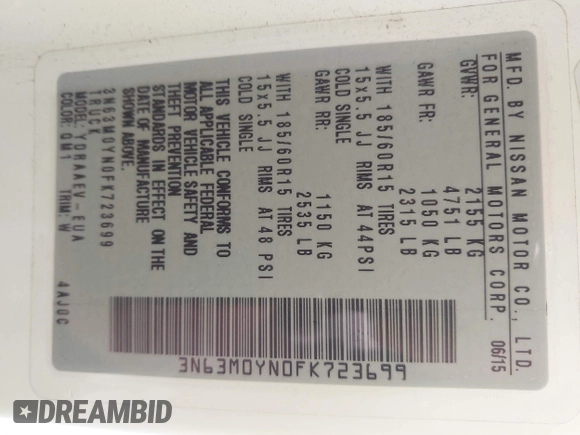 MFD. BY NISSAN MOTOR CO., LTD.
FOR GENERAL MOTORS CORP. 06/15
GVWR: 2155 KG
4751 LB
GAWR FR: 1050 KG
2315 LB
WITH 185/60R15 TIRES
15x5.5 JJ RIMS AT 44PSI
COLD SINGLE
GAWR RR: 1150 KG
2535 LB
WITH 185/60R15 TIRES
15x5.5 JJ RIMS AT 48 PSI
COLD SINGLE
THIS VEHICLE CONFORMS TO
ALL APPLICABLE FEDERAL
MOTOR VEHICLE SAFETY AND
THEFT PREVENTION
STANDARDS IN EFFECT ON THE
DATE OF MANUFACTURE
SHOWN ABOVE.
3N63M0YN0FK723699
TRUCK
MODEL: YDRAAEV-EUA
COLOR: QM1 TRIM: W 4AJ0C
3N63M0YN0FK723699
DREAMBID